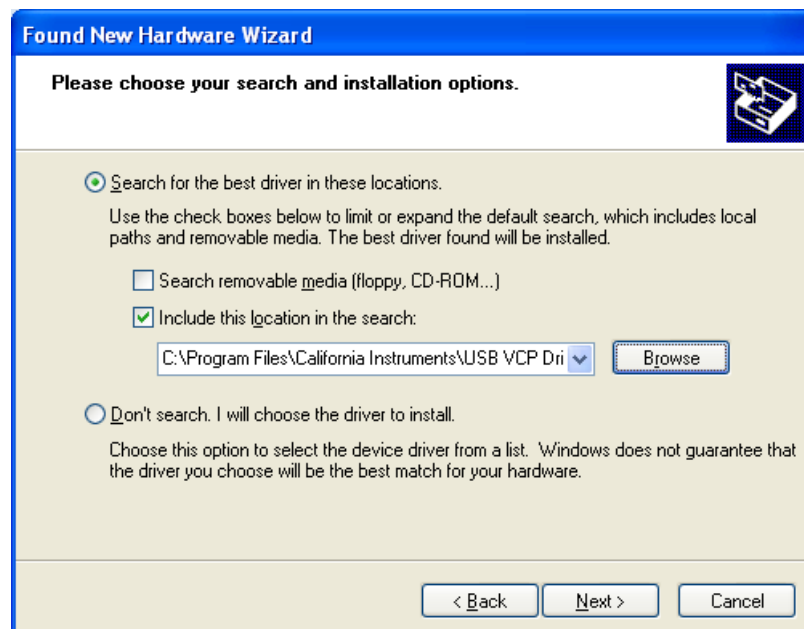 Found New Hardware Wizard
Please choose your search and installation options.
Search for the best driver in these locations.
Use the check boxes below to limit or expand the default search, which includes local
paths and removable media. The best driver found will be installed.
Search removable media (floppy, CD-ROM...)
Include this location in the search:
C:\Program Files\California Instruments\USB VCP Dri
Browse
Don't search. I will choose the driver to install.
Choose this option to select the device driver from a list. Windows does not guarantee that
the driver you choose will be the best match for your hardware.
< Back Next > Cancel